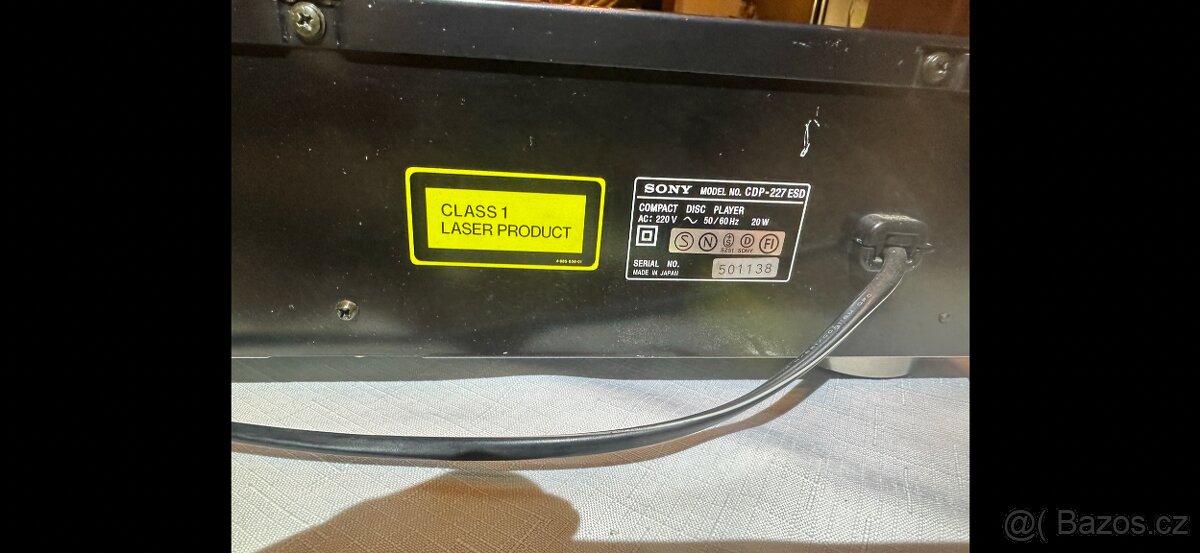 CLASS 1
LASER PRODUCT
SONY MODEL NO. CDP-227 ESD
COMPACT DISC PLAYER
AC: 220 V ~ 50/60 Hz 20 W
S N S D FI
SERIAL NO. 501138
MADE IN JAPAN
@( Bazos.cz